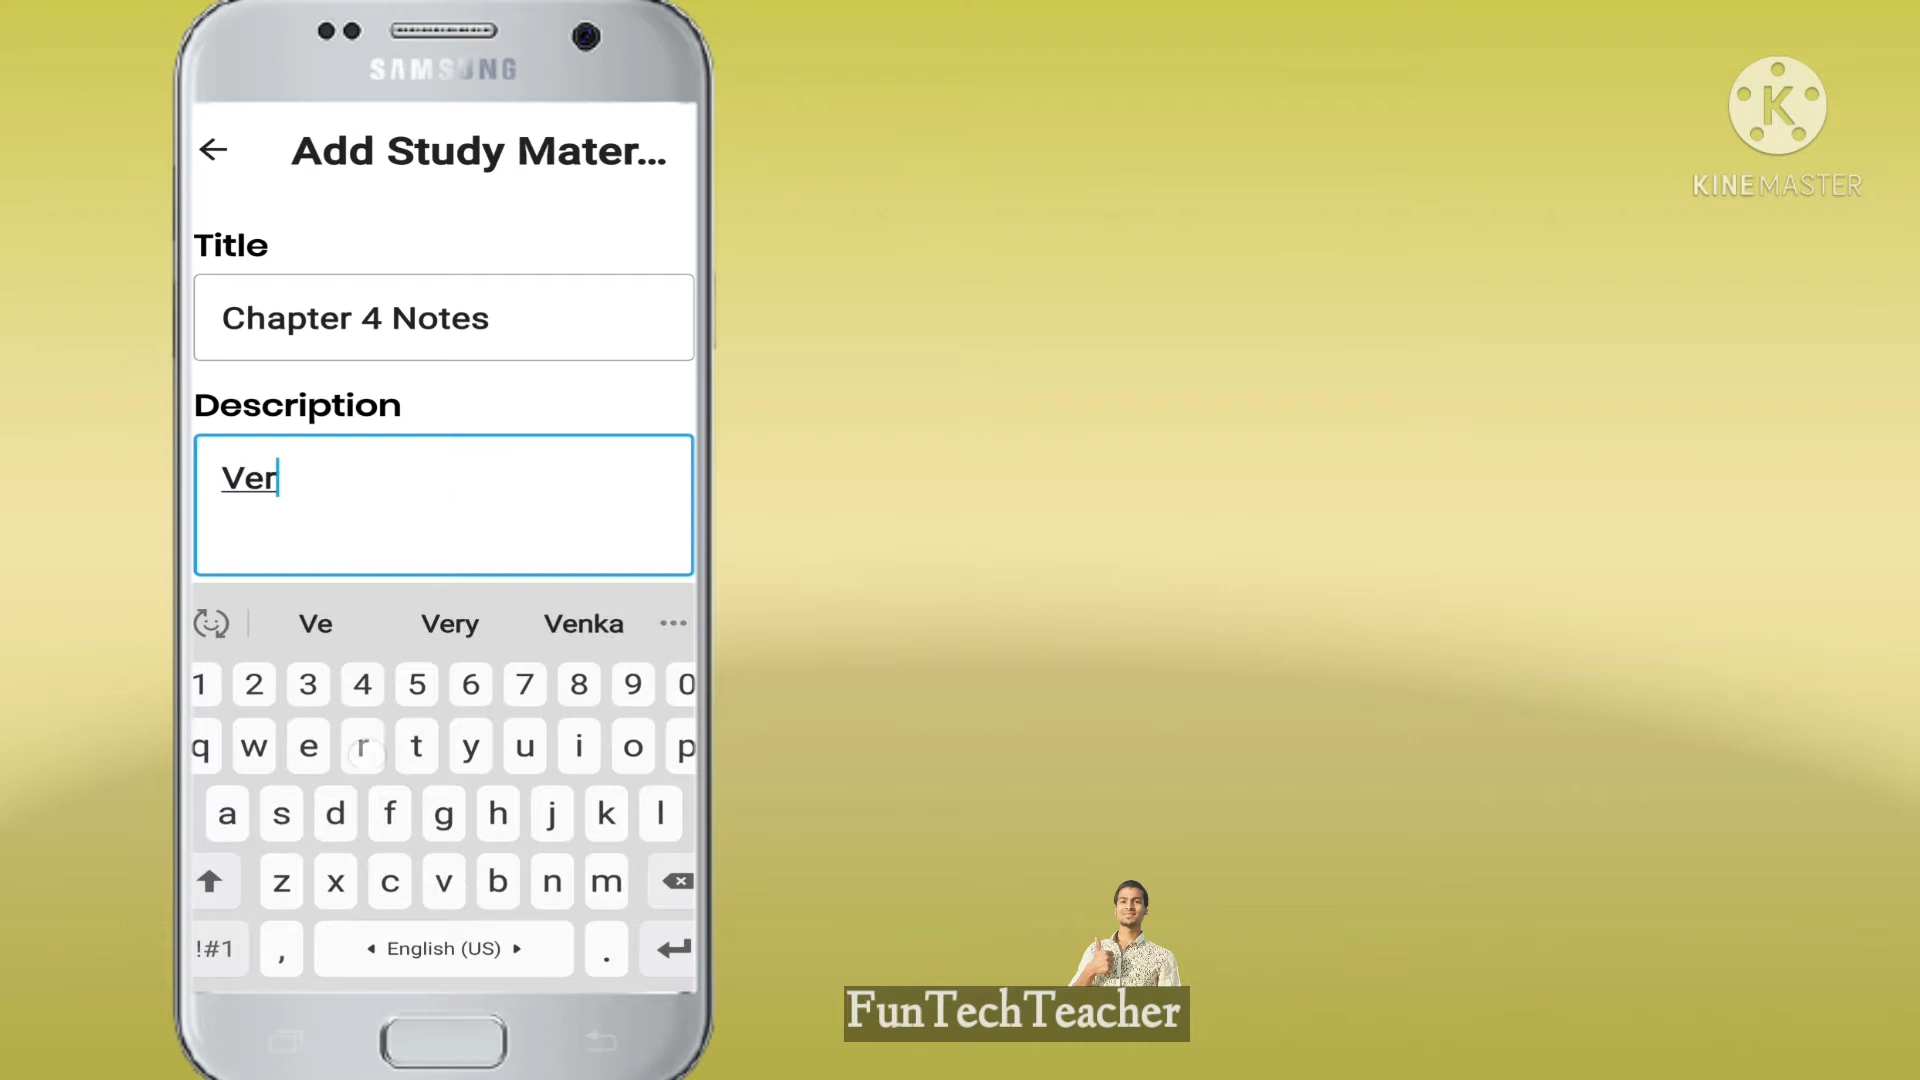 SAMSUNG
Add Study Mater...
Title
Chapter 4 Notes
Description
Ver
Ve Very Venka ...
1 2 3 4 5 6 7 8 9 0
q w e r t y u i o p
a s d f g h j k l
z x c v b n m
!#1 , English (US) .
K
KINEMASTER
FunTechTeacher